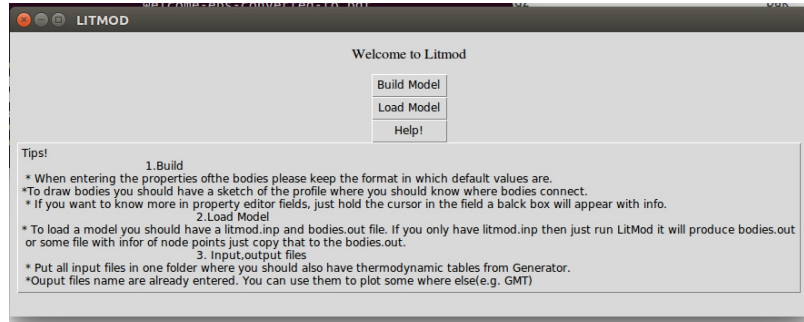 LITMOD
Welcome to Litmod
Build Model
Load Model
Help!
Tips!
1.Build
* When entering the properties ofthe bodies please keep the format in which default values are.
*To draw bodies you should have a sketch of the profile where you should know where bodies connect.
* If you want to know more in property editor fields, just hold the cursor in the field a balck box will appear with info.
2.Load Model
* To load a model you should have a litmod.inp and bodies.out file. If you only have litmod.inp then just run LitMod it will produce bodies.out
or some file with infor of node points just copy that to the bodies.out.
3. Input,output files
* Put all input files in one folder where you should also have thermodynamic tables from Generator.
*Ouput files name are already entered. You can use them to plot some where else(e.g. GMT)